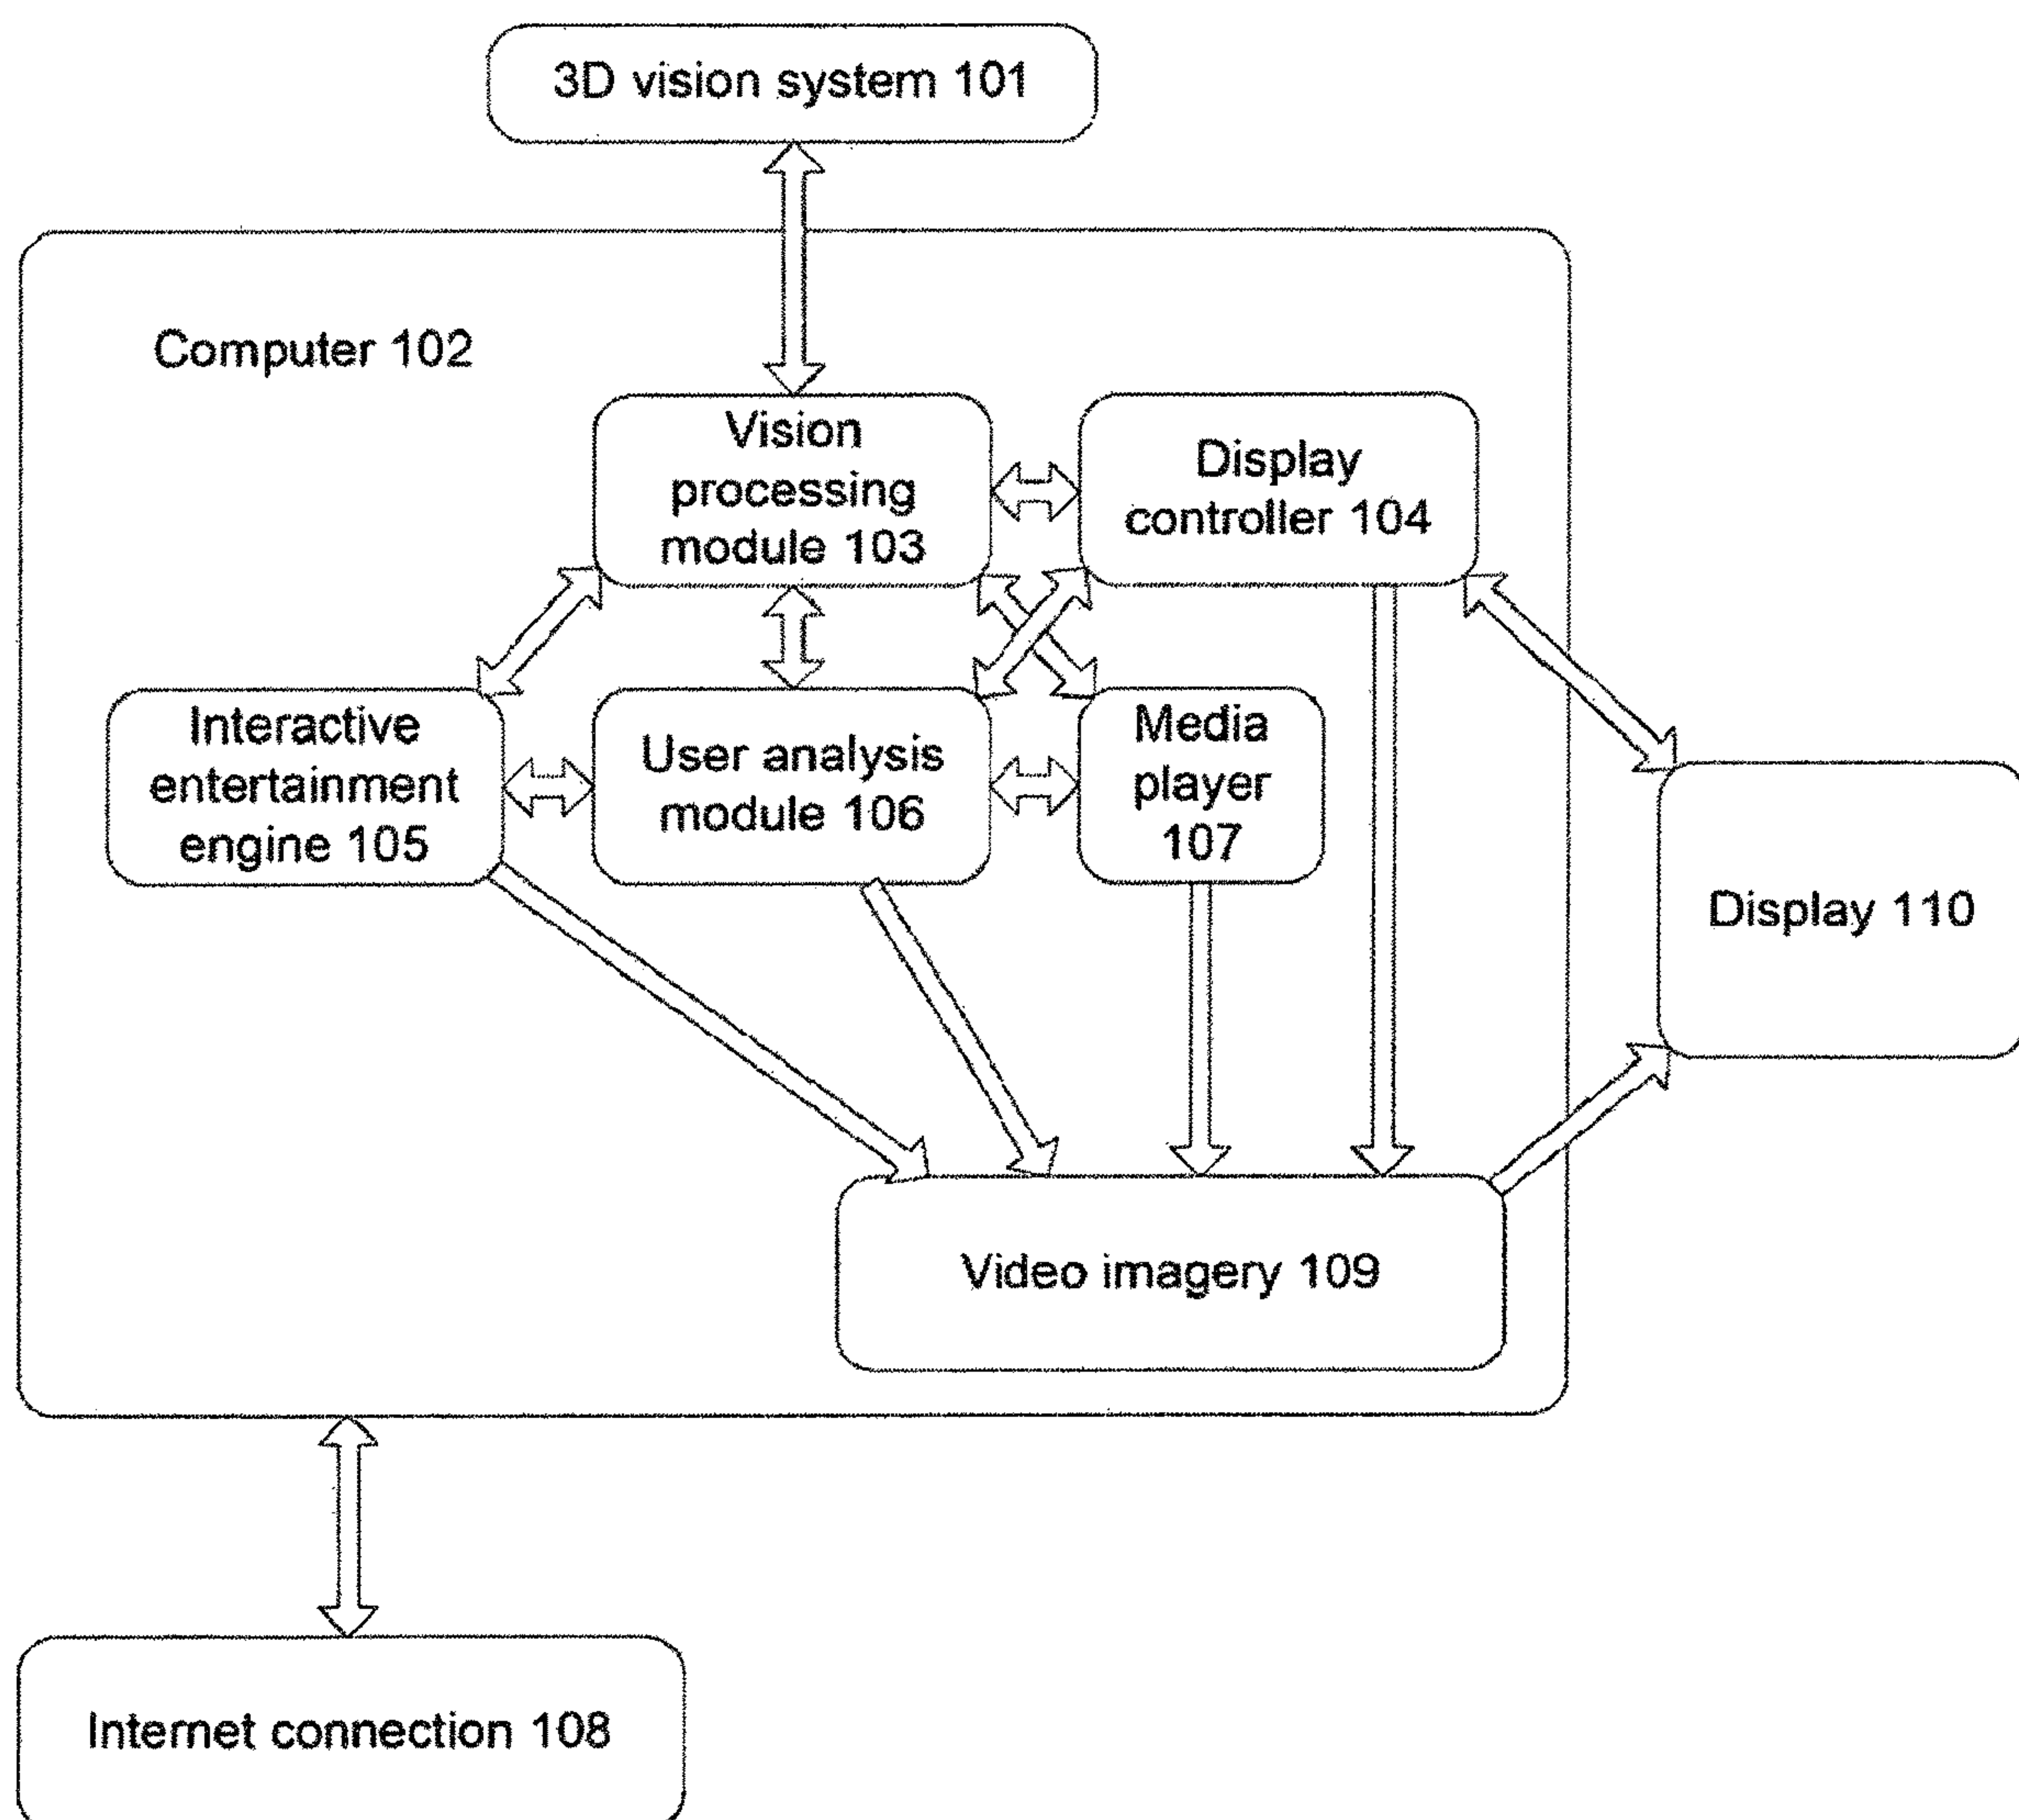 3D vision system 101
Computer 102
Vision
processing
module 103
Display
controller 104
Interactive
entertainment
engine 105
User analysis
module 106
Media
player
107
Display 110
Video imagery 109
Internet connection 108